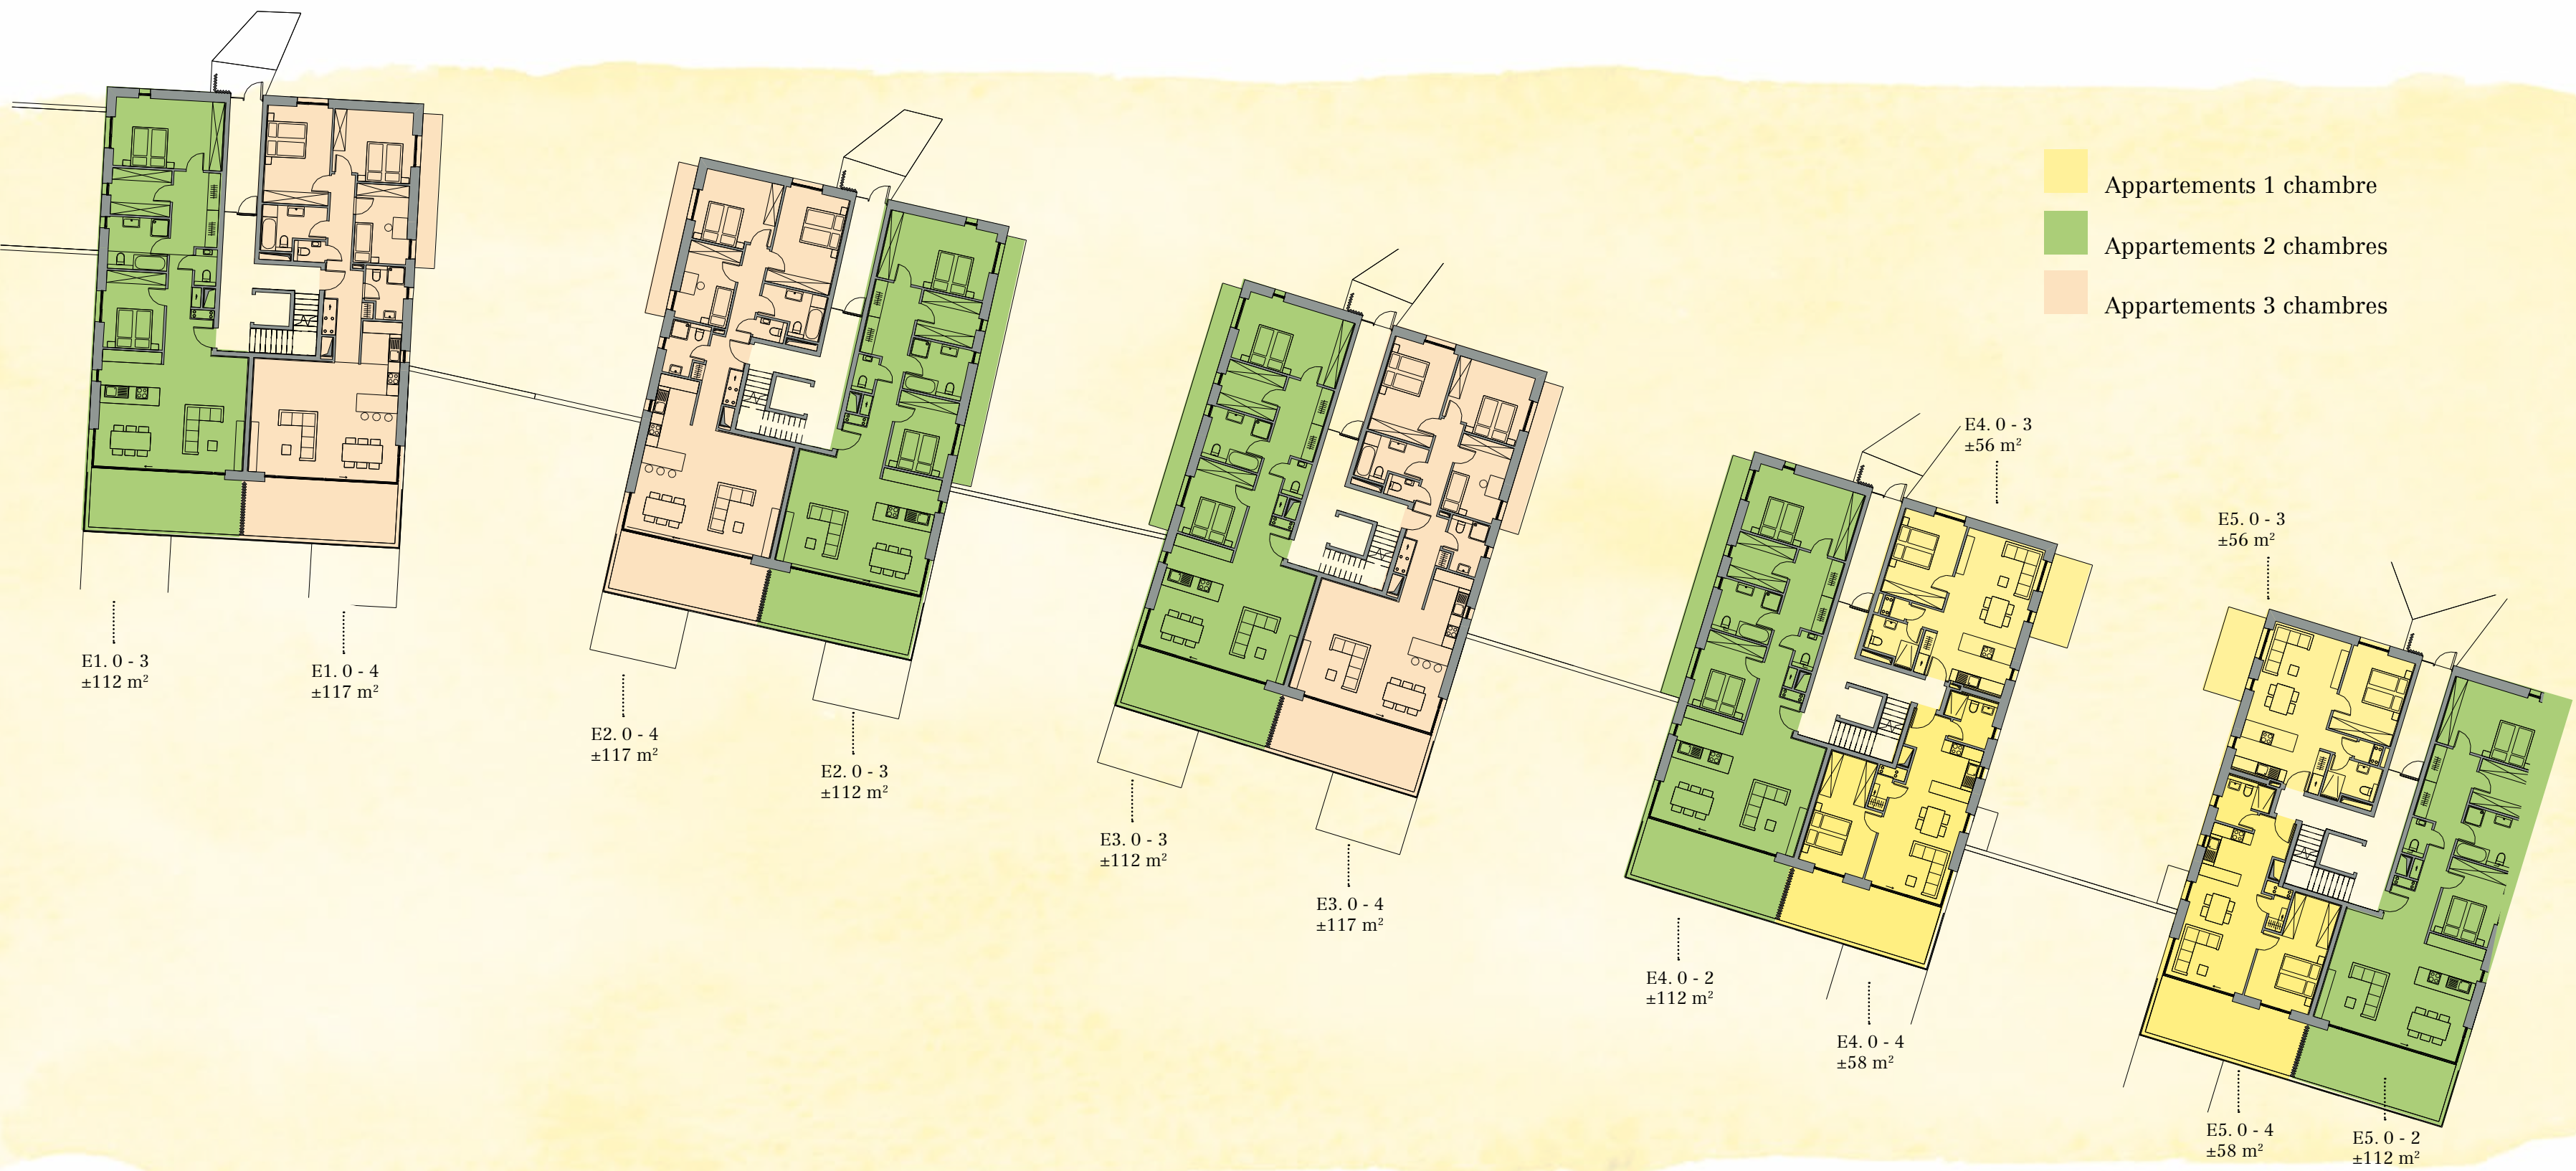 Appartements 1 chambre
Appartements 2 chambres
Appartements 3 chambres
E4. 0 - 3
±56 m²
E5. 0 - 3
±56 m²
E1. 0 - 3
±112 m²
E1. 0 - 4
±117 m²
E2. 0 - 4
±117 m²
E2. 0 - 3
±112 m²
E3. 0 - 3
±112 m²
E3. 0 - 4
±117 m²
E4. 0 - 2
±112 m²
E4. 0 - 4
±58 m²
E5. 0 - 4
±58 m²
E5. 0 - 2
±112 m²